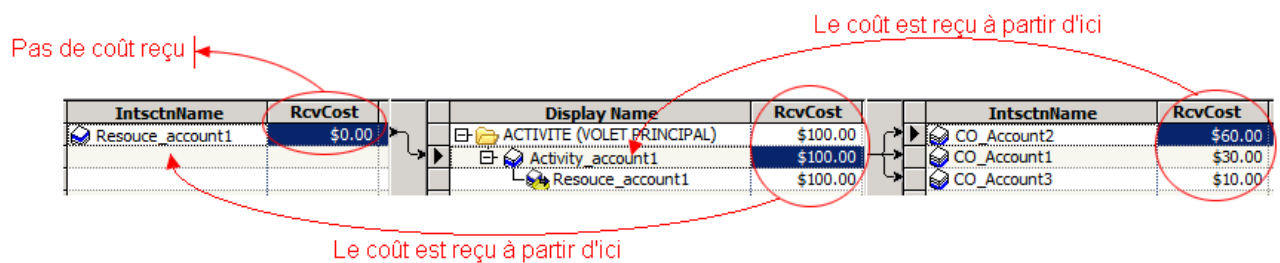 Le coût est reçu à partir d'ici
Pas de coût reçu
IntsctnName RcvCost Display Name RcvCost IntsctnName RcvCost
Resouce_account1 $0.00 ACTIVITE (VOLET PRINCIPAL) $100.00 CO_Account2 $60.00
Activity_account1 $100.00 CO_Account1 $30.00
Resouce_account1 $100.00 CO_Account3 $10.00
Le coût est reçu à partir d'ici